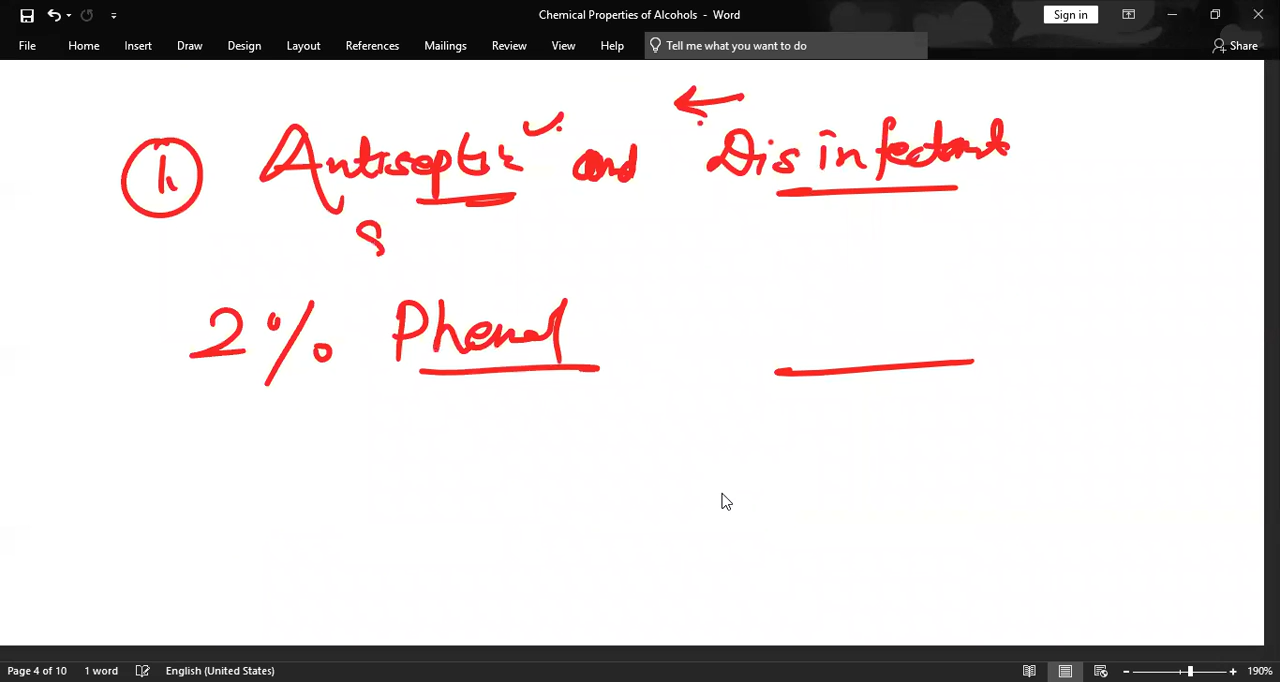 Chemical Properties of Alcohols - Word
Sign in
File Home Insert Draw Design Layout References Mailings Review View Help Tell me what you want to do Share
Antiseptic and Disinfectant
2% Phenol
Page 4 of 10 1 word English (United States) 190%